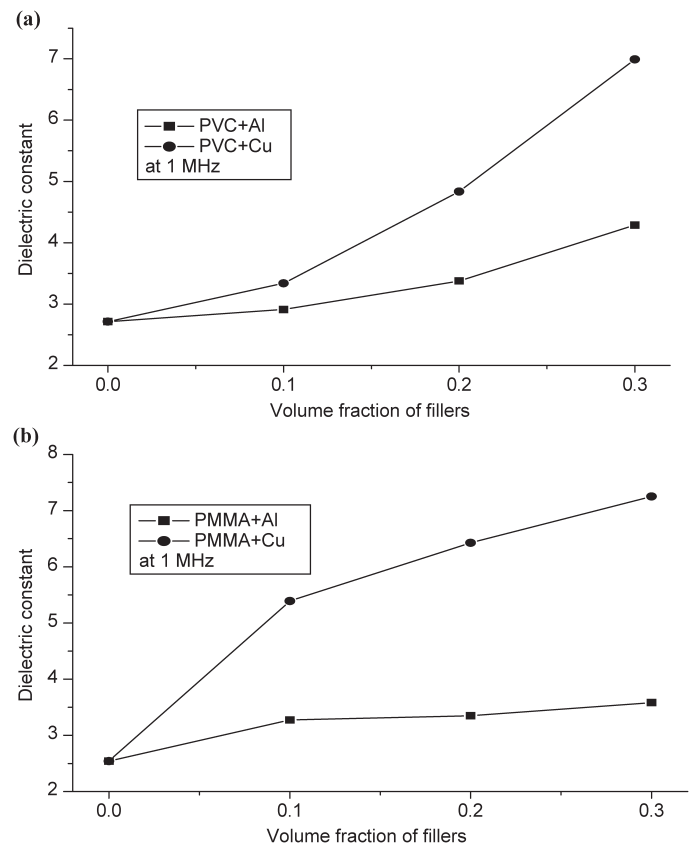 (a)
7
6
5
4
3
2
Dielectric constant
PVC+Al
PVC+Cu
at 1 MHz
0.0 0.1 0.2 0.3
Volume fraction of fillers
(b)
8
7
6
5
4
3
2
Dielectric constant
PMMA+Al
PMMA+Cu
at 1 MHz
0.0 0.1 0.2 0.3
Volume fraction of fillers